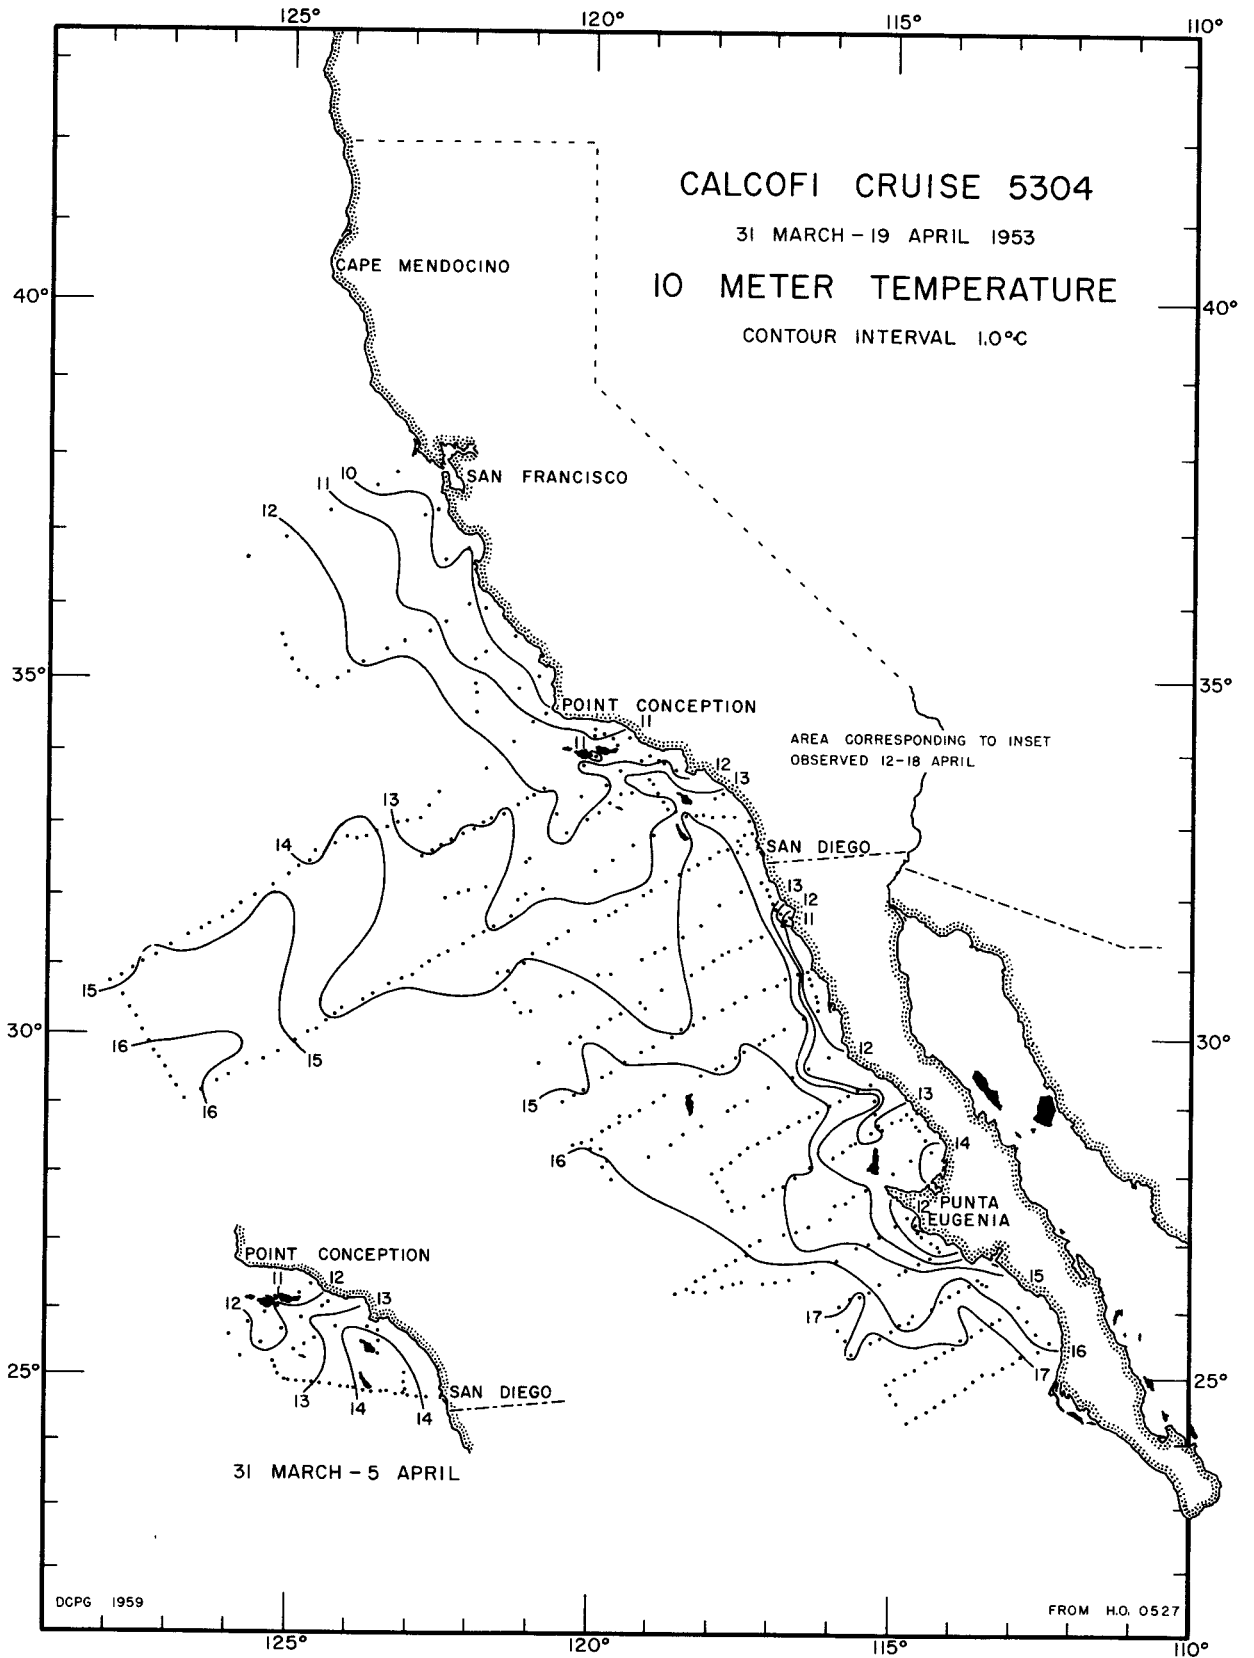 125° 120° 115° 110°
CALCOFI CRUISE 5304
31 MARCH – 19 APRIL 1953
CAPE MENDOCINO
10 METER TEMPERATURE
40° 40°
CONTOUR INTERVAL 1.0°C
10
SAN FRANCISCO
11
12
35° 35°
POINT CONCEPTION
11
AREA CORRESPONDING TO INSET
OBSERVED 12–18 APRIL
11
12
13
13
14
SAN DIEGO
13
12
11
15
30° 30°
16
15
12
13
15
16
14
16
12
PUNTA
EUGENIA
POINT CONCEPTION
11
12
15
13
12
17
16
25° 25°
17
13
14
14
SAN DIEGO
31 MARCH – 5 APRIL
DCPG 1959
FROM H.O. 0527
125° 120° 115° 110°